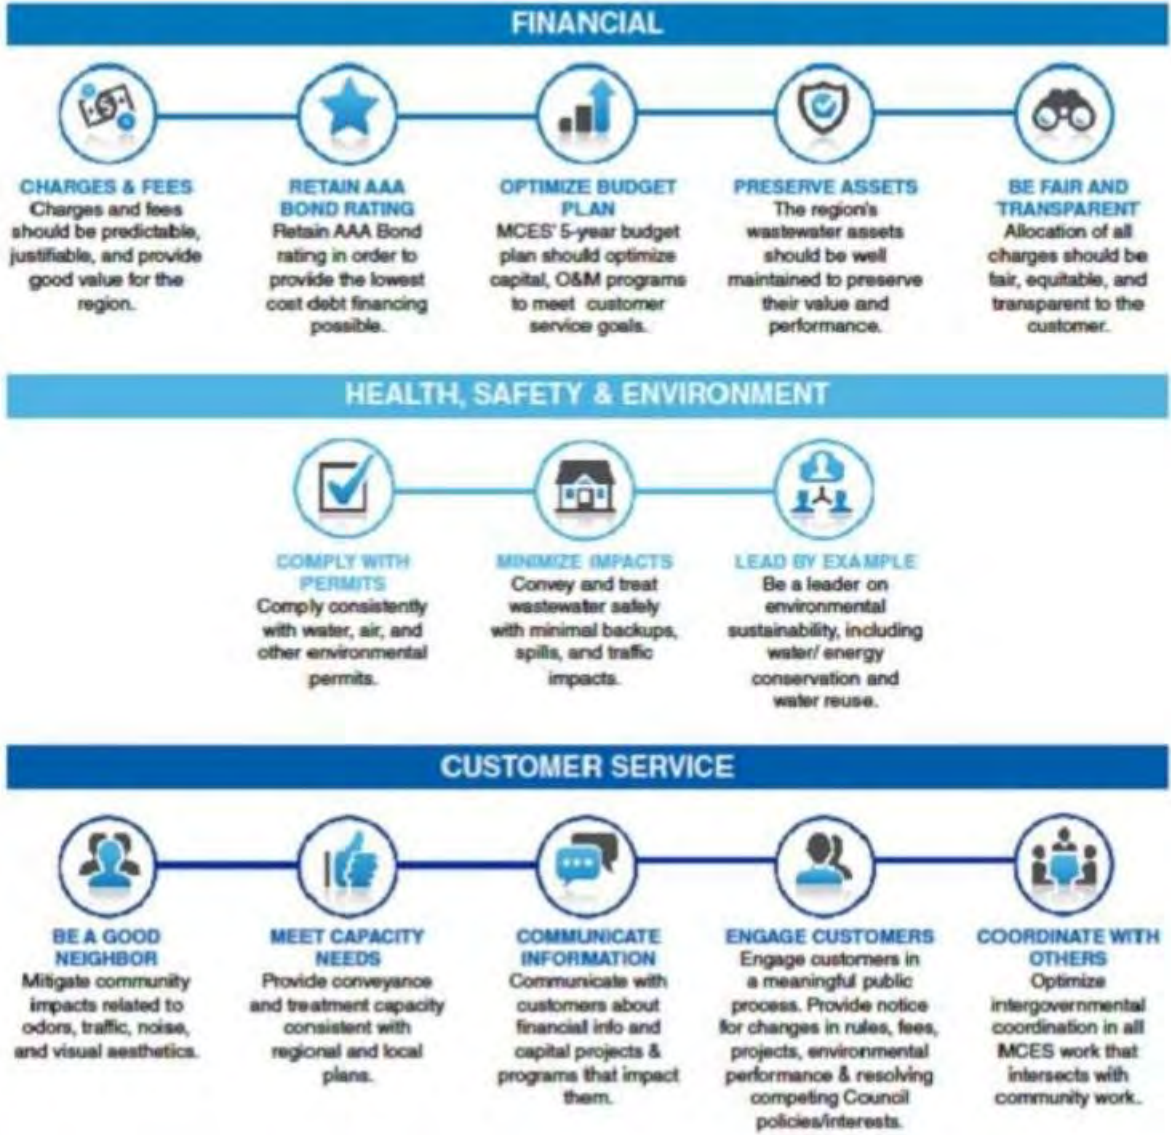 FINANCIAL
CHARGES & FEES
Charges and fees
should be predictable,
justifiable, and provide
good value for the
region.
RETAIN AAA
BOND RATING
Retain AAA Bond
rating in order to
provide the lowest
cost debt financing
possible.
OPTIMIZE BUDGET
PLAN
MCES' 5-year budget
plan should optimize
capital, O&M programs
to meet customer
service goals.
PRESERVE ASSETS
The region's
wastewater assets
should be well
maintained to preserve
their value and
performance.
BE FAIR AND
TRANSPARENT
Allocation of all
charges should be
fair, equitable, and
transparent to the
customer.
HEALTH, SAFETY & ENVIRONMENT
COMPLY WITH
PERMITS
Comply consistently
with water, air, and
other environmental
permits.
MINIMIZE IMPACTS
Convey and treat
wastewater safely
with minimal backups,
spills, and traffic
impacts.
LEAD BY EXAMPLE
Be a leader on
environmental
sustainability, including
water/ energy
conservation and
water reuse.
CUSTOMER SERVICE
BE A GOOD
NEIGHBOR
Mitigate community
impacts related to
odors, traffic, noise,
and visual aesthetics.
MEET CAPACITY
NEEDS
Provide conveyance
and treatment capacity
consistent with
regional and local
plans.
COMMUNICATE
INFORMATION
Communicate with
customers about
financial info and
capital projects &
programs that impact
them.
ENGAGE CUSTOMERS
Engage customers in
a meaningful public
process. Provide notice
for changes in rules, fees,
projects, environmental
performance & resolving
competing Council
policies/interests.
COORDINATE WITH
OTHERS
Optimize
intergovernmental
coordination in all
MCES work that
intersects with
community work.